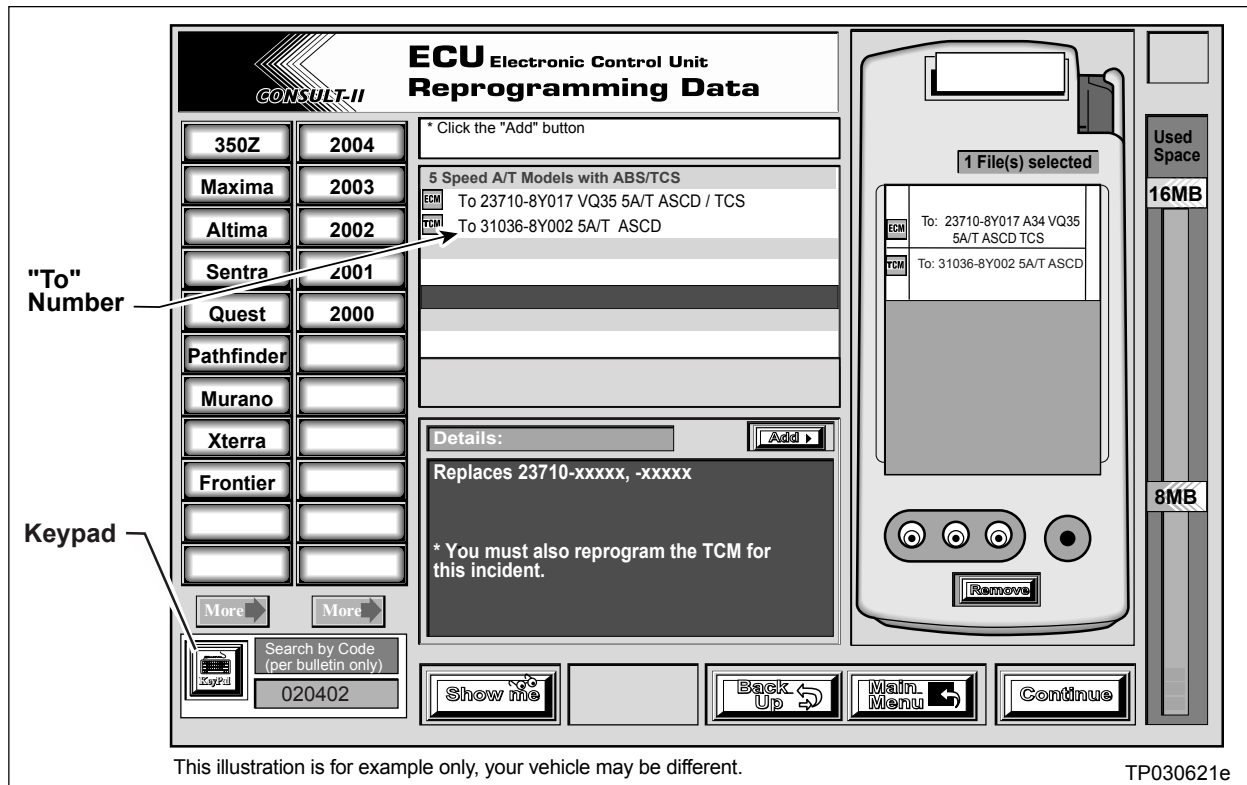 CONSULT-II
ECU Electronic Control Unit
Reprogramming Data
350Z
Maxima
Altima
Sentra
Quest
Pathfinder
Murano
Xterra
Frontier
More
2004
2003
2002
2001
2000
More
* Click the "Add" button
5 Speed A/T Models with ABS/TCS
ECM To 23710-8Y017 VQ35 5A/T ASCD / TCS
TCM To 31036-8Y002 5A/T ASCD
"To"
Number
Keypad
Details:
Add
Replaces 23710-xxxxx, -xxxxx
* You must also reprogram the TCM for
this incident.
KeyPad
Search by Code
(per bulletin only)
020402
Show me
Back
Up
Main
Menu
Continue
1 File(s) selected
ECM To: 23710-8Y017 A34 VQ35
5A/T ASCD TCS
TCM To: 31036-8Y002 5A/T ASCD
Remove
Used
Space
16MB
8MB
This illustration is for example only, your vehicle may be different.
TP030621e